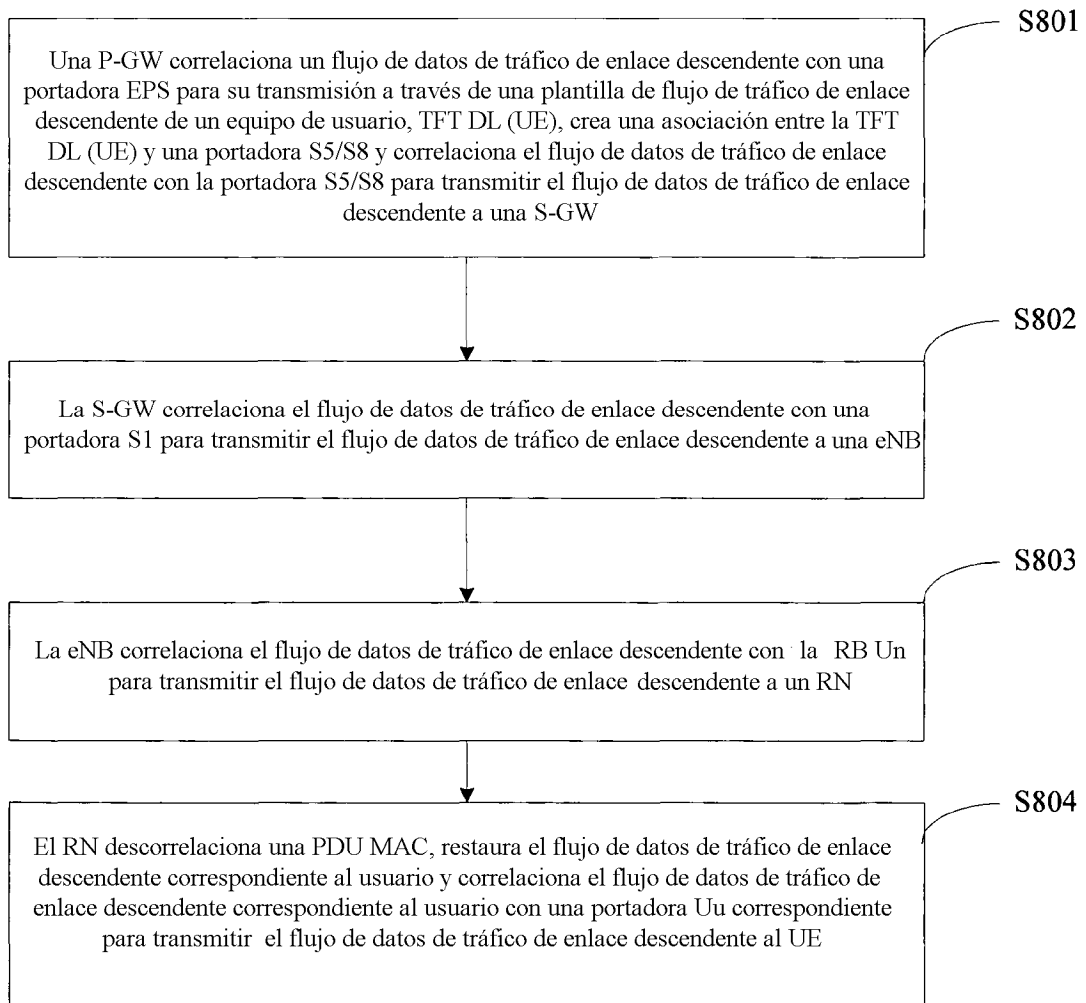 S801
Una P-GW correlaciona un flujo de datos de tráfico de enlace descendente con una
portadora EPS para su transmisión a través de una plantilla de flujo de tráfico de enlace
descendente de un equipo de usuario, TFT DL (UE), crea una asociación entre la TFT
DL (UE) y una portadora S5/S8 y correlaciona el flujo de datos de tráfico de enlace
descendente con la portadora S5/S8 para transmitir el flujo de datos de tráfico de enlace
descendente a una S-GW
S802
La S-GW correlaciona el flujo de datos de tráfico de enlace descendente con una
portadora S1 para transmitir el flujo de datos de tráfico de enlace descendente a una eNB
S803
La eNB correlaciona el flujo de datos de tráfico de enlace descendente con la RB Un
para transmitir el flujo de datos de tráfico de enlace descendente a un RN
S804
El RN descorrelaciona una PDU MAC, restaura el flujo de datos de tráfico de enlace
descendente correspondiente al usuario y correlaciona el flujo de datos de tráfico de
enlace descendente correspondiente al usuario con una portadora Uu correspondiente
para transmitir el flujo de datos de tráfico de enlace descendente al UE